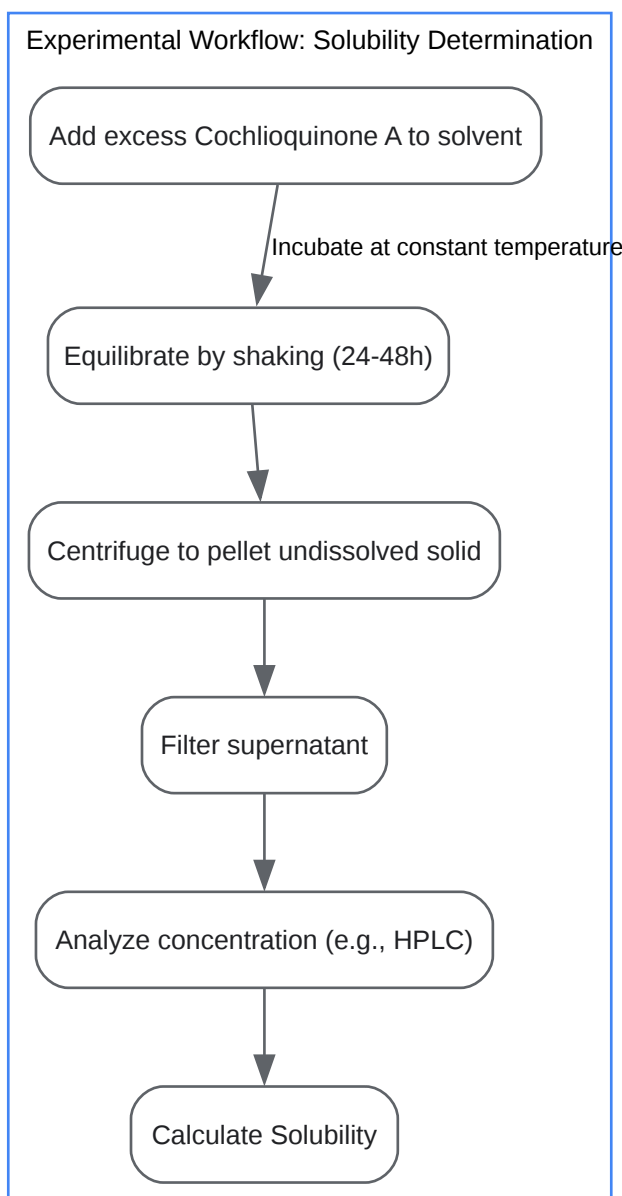 Experimental Workflow: Solubility Determination
Add excess Cochlioquinone A to solvent
Incubate at constant temperature
Equilibrate by shaking (24-48h)
Centrifuge to pellet undissolved solid
Filter supernatant
Analyze concentration (e.g., HPLC)
Calculate Solubility